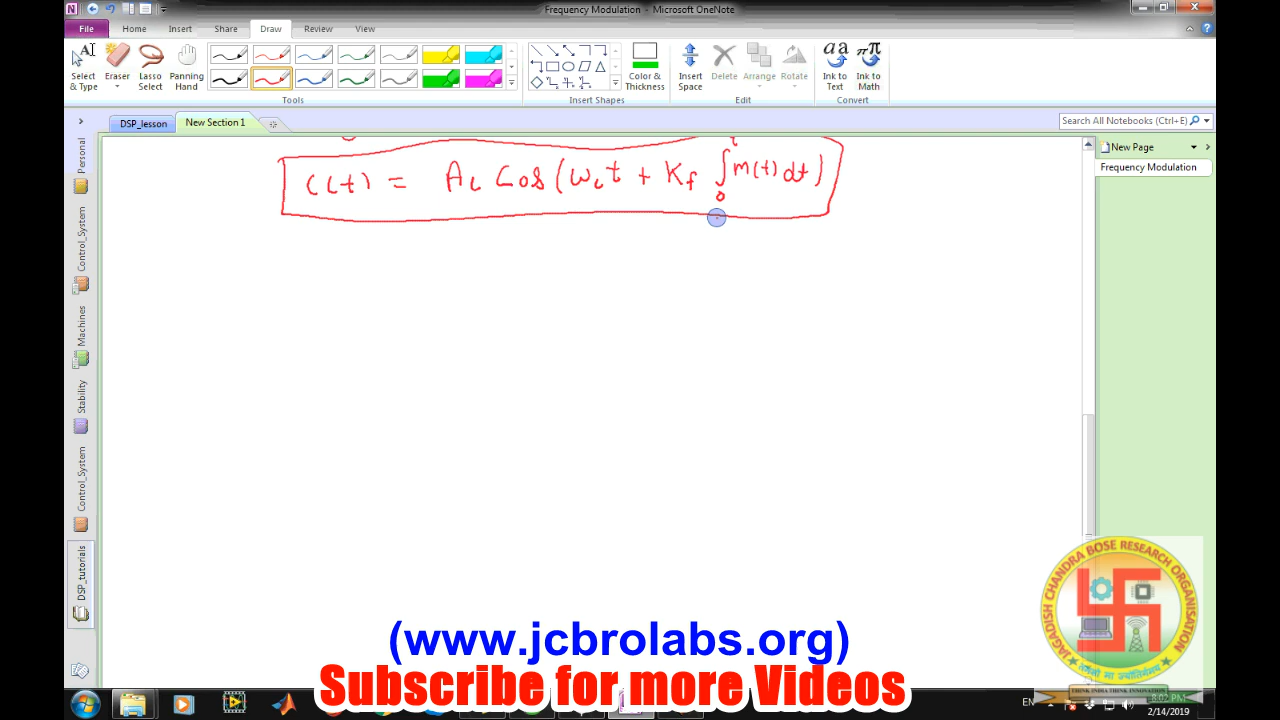 Frequency Modulation - Microsoft OneNote
File Home Insert Share Draw Review View
Select & Type
Eraser
Lasso Select
Panning Hand
Color & Thickness
Insert Space
Delete
Arrange
Rotate
Ink to Text
Ink to Math
Tools
Insert Shapes
Edit
Convert
DSP_lesson
New Section 1
Search All Notebooks (Ctrl+E)
New Page
Frequency Modulation
Personal
Control_System
Machines
Stability
Control_System
DSP_tutorials
C(t) = Ac Cos(ωct + Kf ∫0t m(t)dt)
JAGADISH CHANDRA BOSE RESEARCH ORGANISATION
THINK INDIA THINK INNOVATION
(www.jcbrolabs.org)
Subscribe for more Videos
EN
8:02 PM
2/14/2019